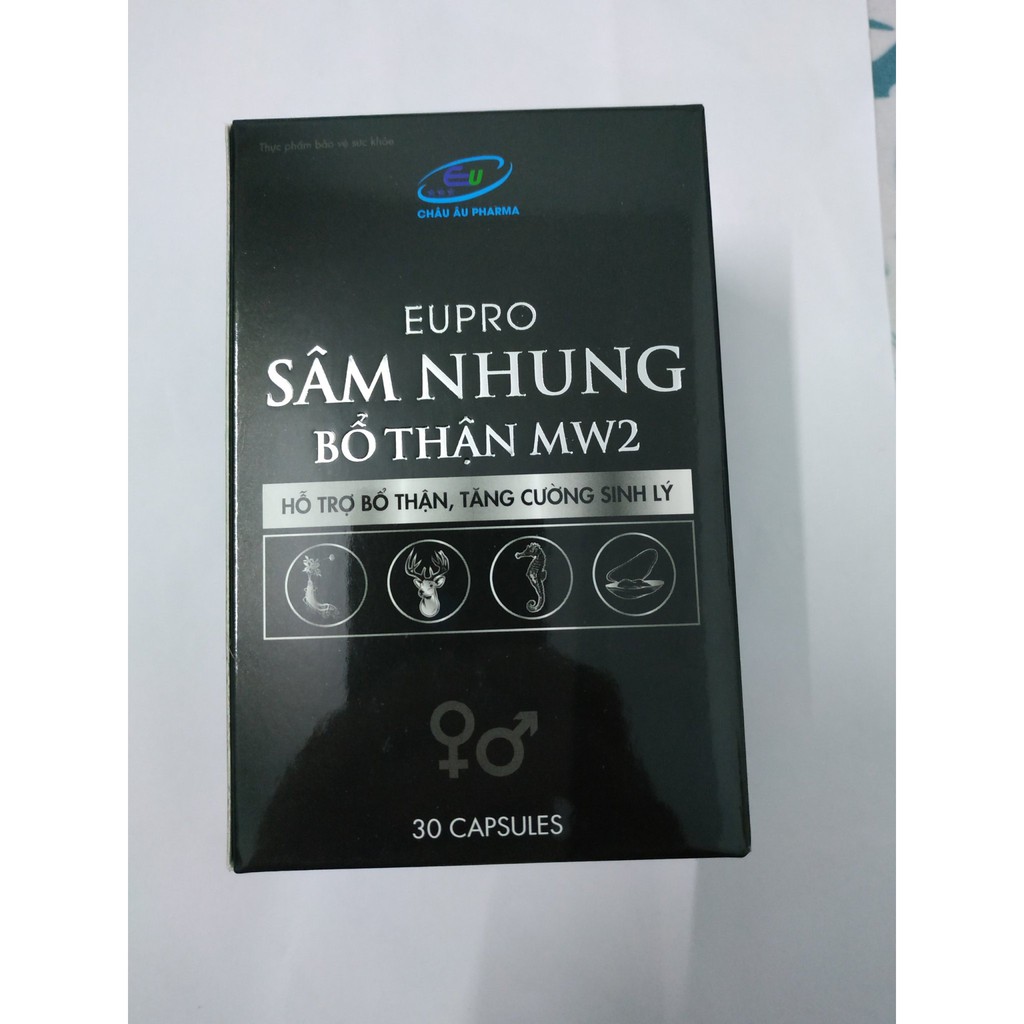 Thực phẩm bảo vệ sức khỏe
EU
CHÂU ÂU PHARMA
EUPRO
SÂM NHUNG
BỔ THẬN MW2
HỖ TRỢ BỔ THẬN, TĂNG CƯỜNG SINH LÝ
30 CAPSULES